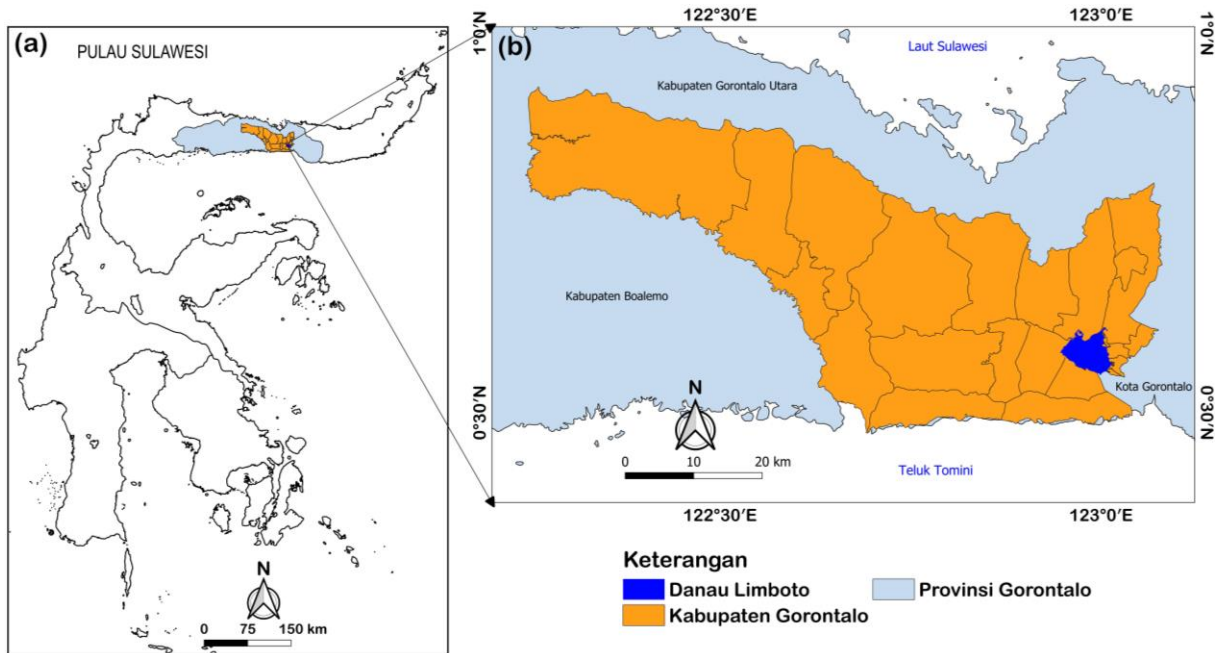 (a)
PULAU SULAWESI
N
0 75 150 km
122°30′E 123°0′E
1°0′N
(b)
Laut Sulawesi
1°0′N
Kabupaten Gorontalo Utara
Kabupaten Boalemo
Kota Gorontalo
0°30′N
N
0°30′N
0 10 20 km
Teluk Tomini
122°30′E 123°0′E
Keterangan
Danau Limboto Provinsi Gorontalo
Kabupaten Gorontalo